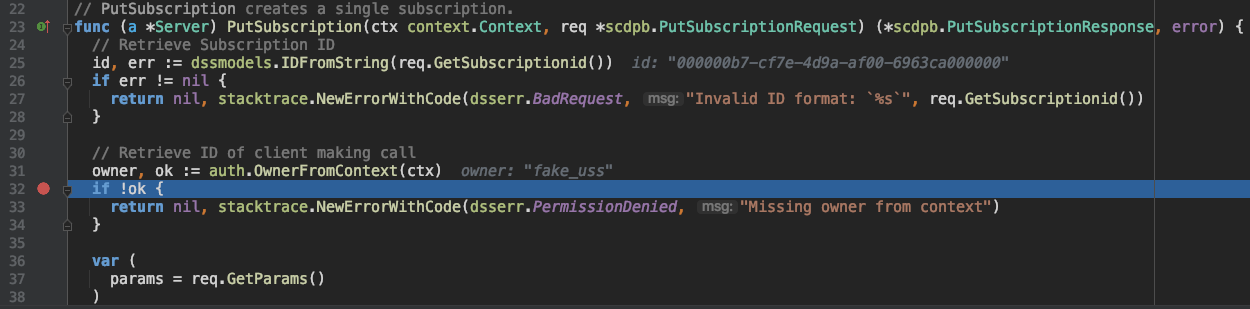 22 // PutSubscription creates a single subscription.
23 func (a *Server) PutSubscription(ctx context.Context, req *scdpb.PutSubscriptionRequest) (*scdpb.PutSubscriptionResponse, error) {
24 // Retrieve Subscription ID
25 id, err := dssmodels.IDFromString(req.GetSubscriptionid()) id: "000000b7-cf7e-4d9a-af00-6963ca000000"
26 if err != nil {
27 return nil, stacktrace.NewErrorWithCode(dsserr.BadRequest, msg: "Invalid ID format: `%s`", req.GetSubscriptionid())
28 }
29
30 // Retrieve ID of client making call
31 owner, ok := auth.OwnerFromContext(ctx) owner: "fake_uss"
32 if !ok {
33 return nil, stacktrace.NewErrorWithCode(dsserr.PermissionDenied, msg: "Missing owner from context")
34 }
35
36 var (
37 params = req.GetParams()
38 )